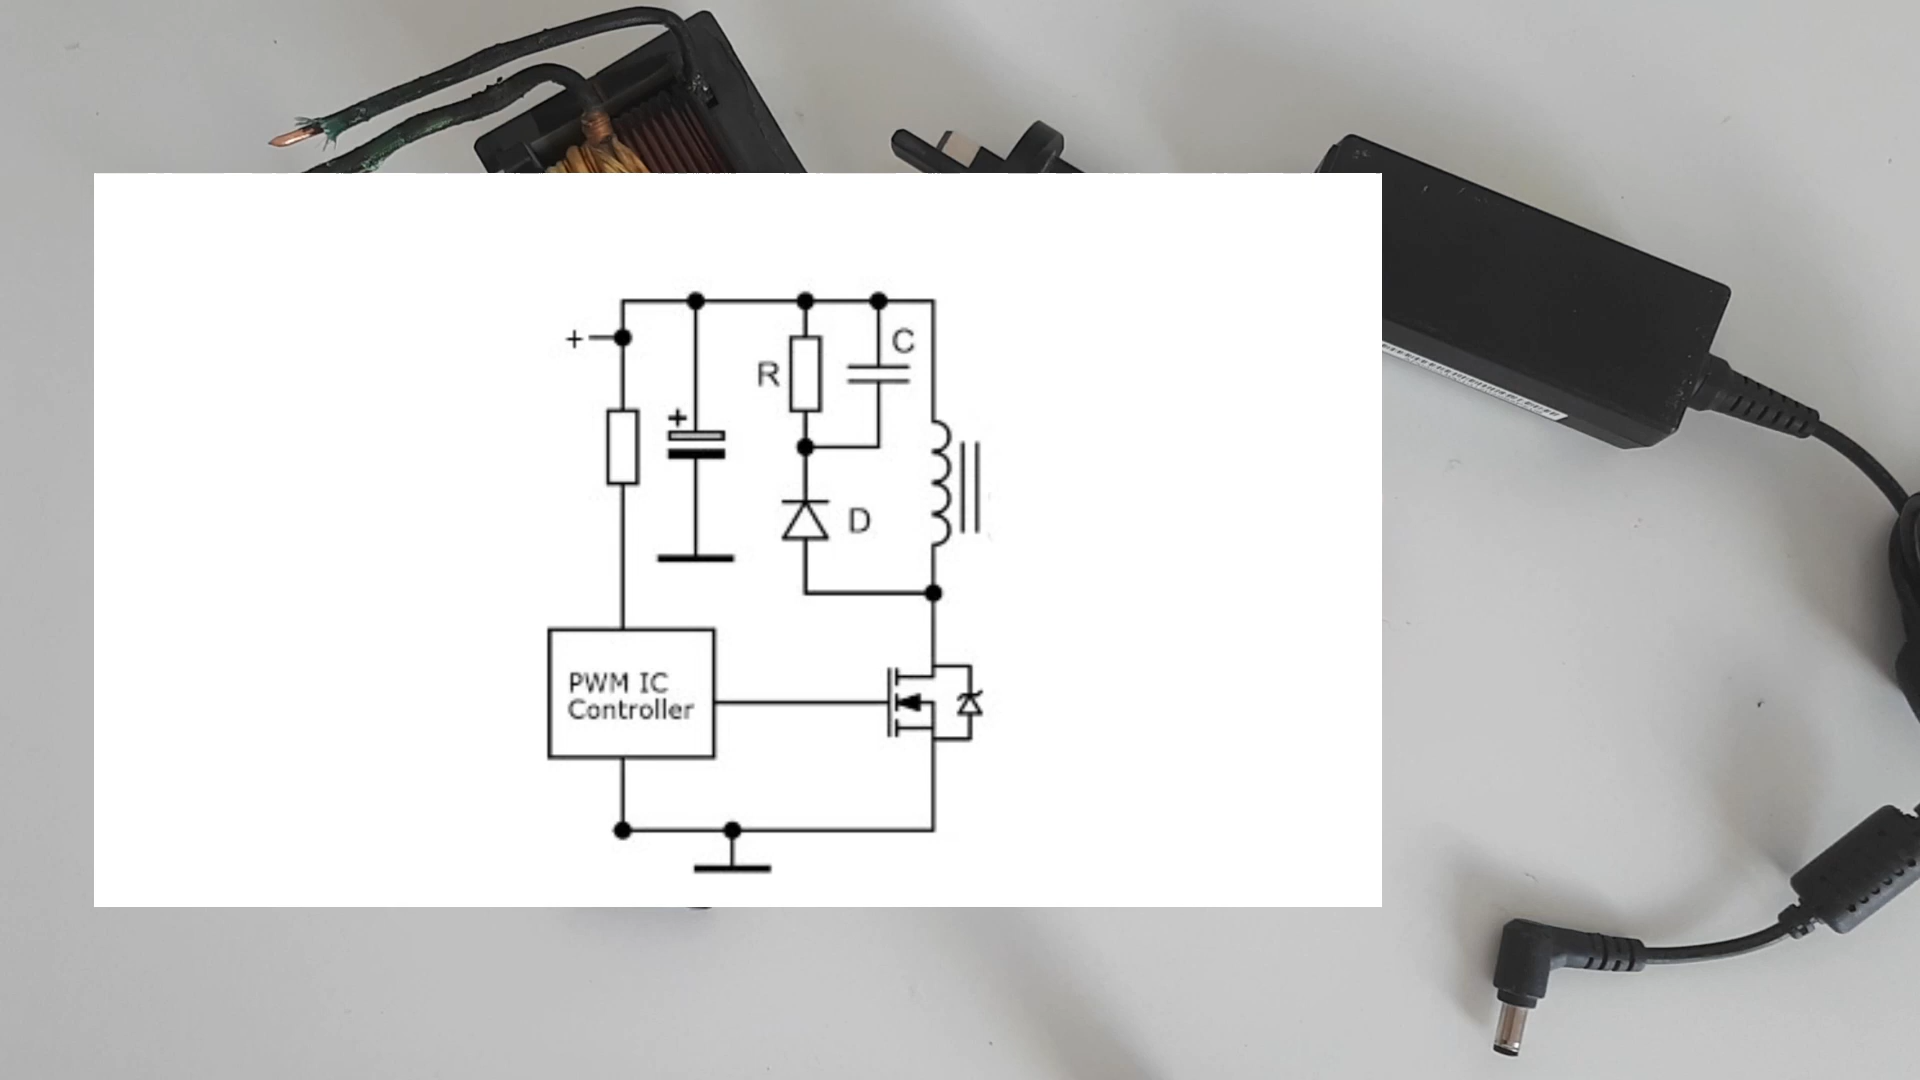 +
C
R
+
D
PWM IC
Controller